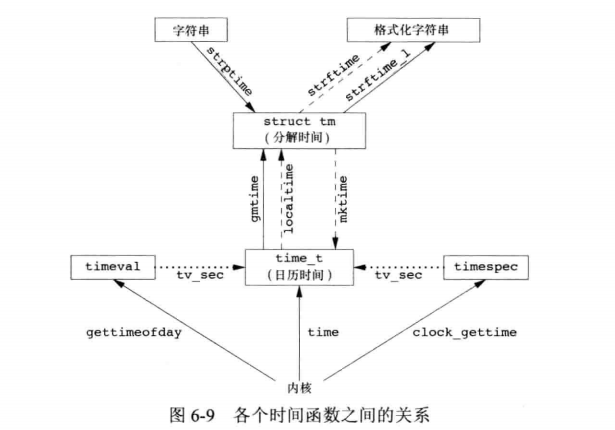 字符串
格式化字符串
strptime
strftime
strftime_l
struct tm
(分解时间)
gmtime
localtime
mktime
timeval
tv_sec
time_t
(日历时间)
tv_sec
timespec
gettimeofday
time
clock_gettime
内核
图 6-9 各个时间函数之间的关系